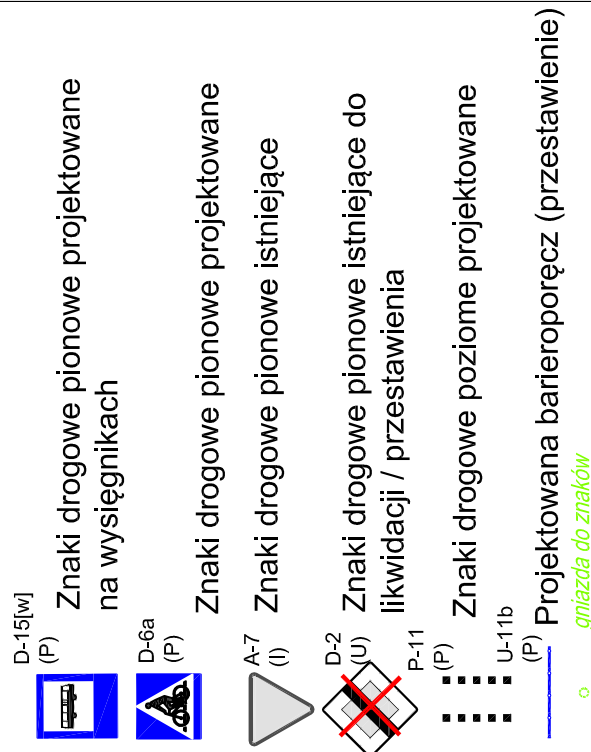 D-15[w]
(P)
Znaki drogowe pionowe projektowane
na wysięgnikach
D-6a
(P)
Znaki drogowe pionowe projektowane
A-7
(I)
Znaki drogowe pionowe istniejące
D-2
(U)
Znaki drogowe pionowe istniejące do
likwidacji / przestawienia
P-11
(P)
Znaki drogowe poziome projektowane
U-11b
(P)
Projektowana barieroporęcz (przestawienie)
gniazda do znaków